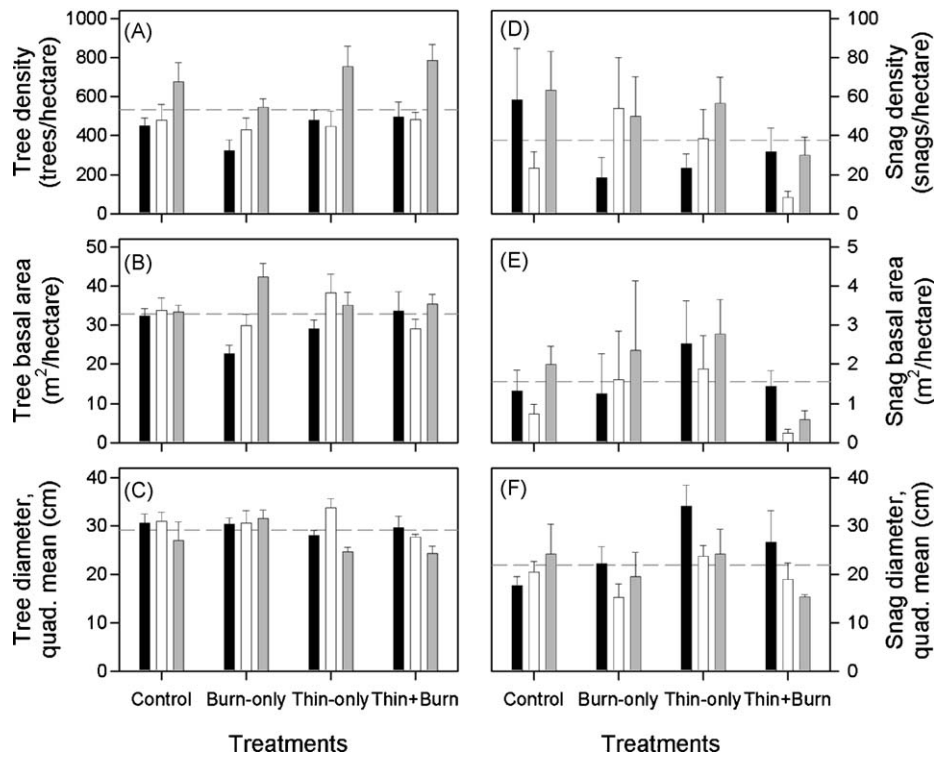 (A)
Tree density
(trees/hectare)
1000
800
600
400
200
0
(D)
100
80
60
40
20
0
Snag density
(snags/hectare)
(B)
Tree basal area
(m²/hectare)
50
40
30
20
10
0
(E)
5
4
3
2
1
0
Snag basal area
(m²/hectare)
(C)
Tree diameter,
quad. mean (cm)
40
30
20
10
0
(F)
40
30
20
10
0
Snag diameter,
quad. mean (cm)
Control Burn-only Thin-only Thin+Burn
Treatments
Control Burn-only Thin-only Thin+Burn
Treatments